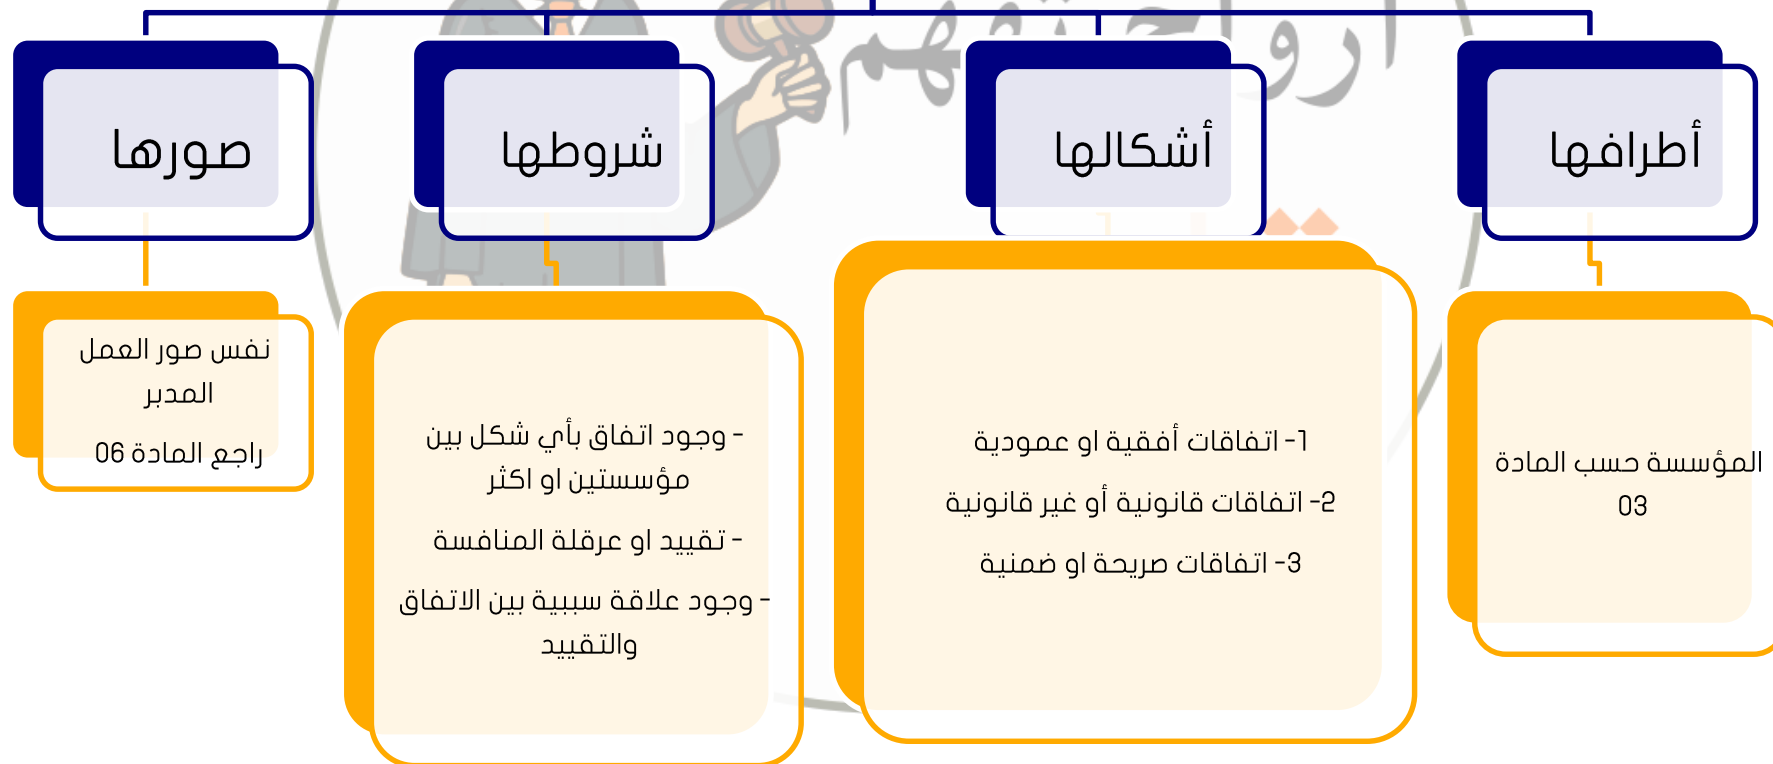 أطرافها
المؤسسة حسب المادة
03
أشكالها
1- اتفاقات أفقية او عمودية
2- اتفاقات قانونية أو غير قانونية
3- اتفاقات صريحة او ضمنية
شروطها
- وجود اتفاق بأي شكل بين
مؤسستين او اكثر
- تقييد او عرقلة المنافسة
- وجود علاقة سببية بين الاتفاق
والتقييد
صورها
نفس صور العمل
المدبر
راجع المادة 06